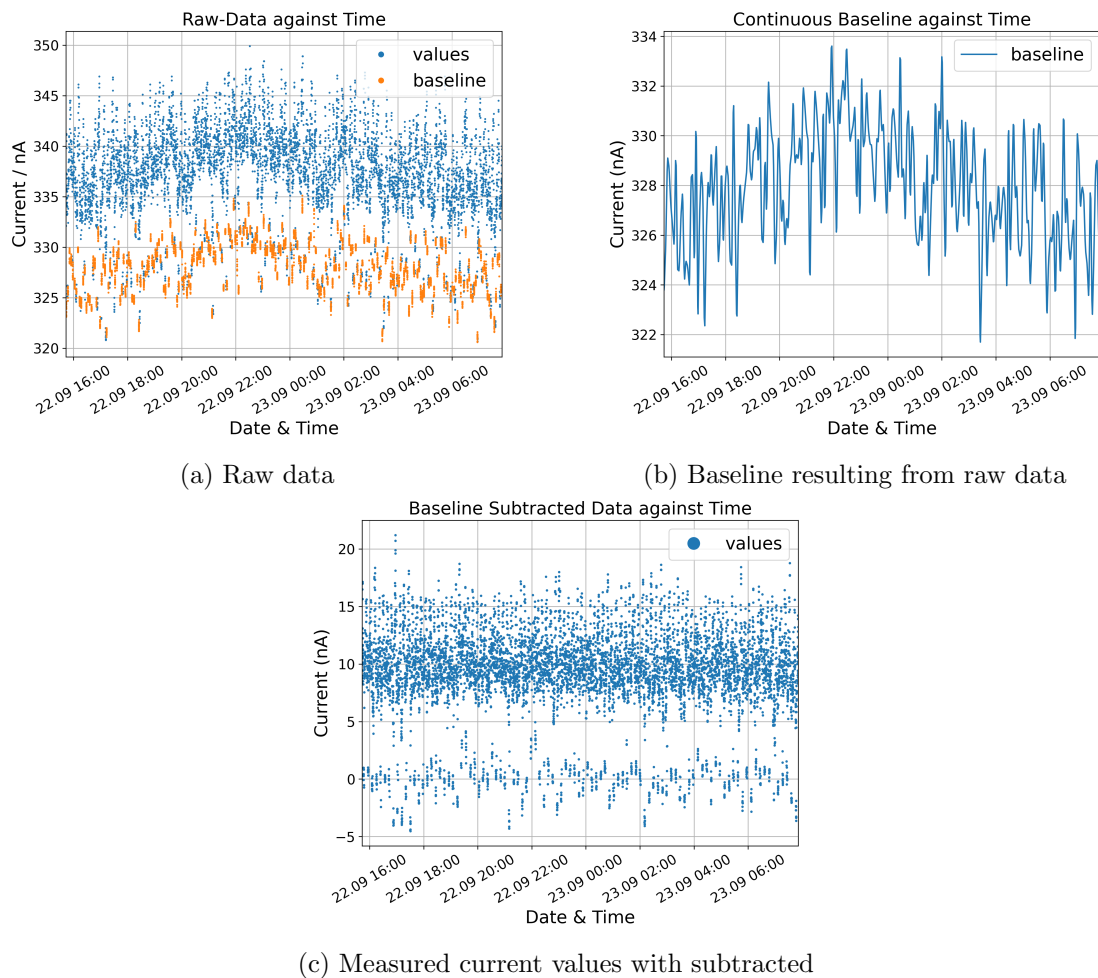 Raw-Data against Time
350
345
340
335
330
325
320
Current / nA
values
baseline
22.09 16:00
22.09 18:00
22.09 20:00
22.09 22:00
23.09 00:00
23.09 02:00
23.09 04:00
23.09 06:00
Date & Time
(a) Raw data
Continuous Baseline against Time
334
332
330
328
326
324
322
Current (nA)
baseline
22.09 16:00
22.09 18:00
22.09 20:00
22.09 22:00
23.09 00:00
23.09 02:00
23.09 04:00
23.09 06:00
Date & Time
(b) Baseline resulting from raw data
Baseline Subtracted Data against Time
20
15
10
5
0
−5
Current (nA)
values
22.09 16:00
22.09 18:00
22.09 20:00
22.09 22:00
23.09 00:00
23.09 02:00
23.09 04:00
23.09 06:00
Date & Time
(c) Measured current values with subtracted